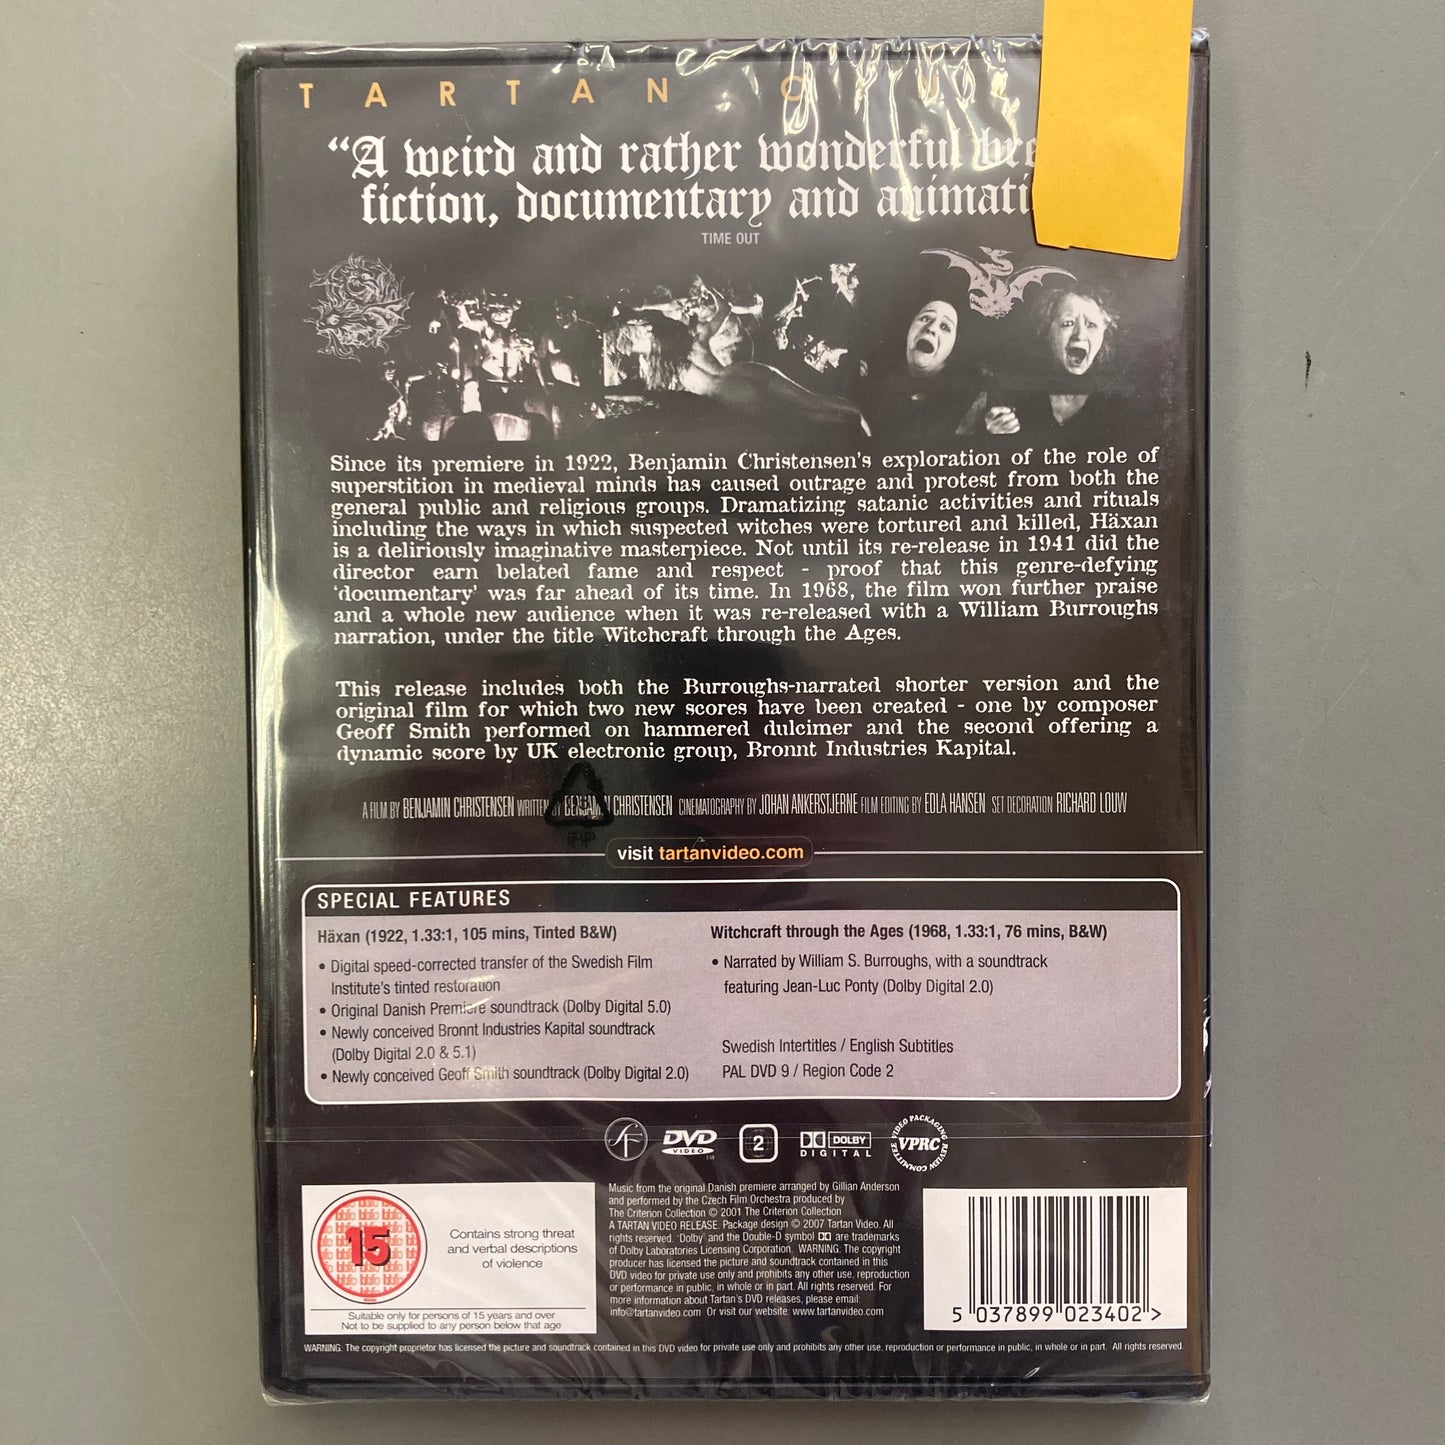 TARTAN
“A weird and rather wonderful
fiction, documentary and
TIME OUT
Since its premiere in 1922, Benjamin Christensen's exploration of the role of
superstition in medieval minds has caused outrage and protest from both the
general public and religious groups. Dramatizing satanic activities and rituals
including the ways in which suspected witches were tortured and killed, Häxan
is a deliriously imaginative masterpiece. Not until its re-release in 1941 did the
director earn belated fame and respect - proof that this genre-defying
'documentary' was far ahead of its time. In 1968, the film won further praise
and a whole new audience when it was re-released with a William Burroughs
narration, under the title Witchcraft through the Ages.
This release includes both the Burroughs-narrated shorter version and the
original film for which two new scores have been created - one by composer
Geoff Smith performed on hammered dulcimer and the second offering a
dynamic score by UK electronic group, Bronnt Industries Kapital.
A FILM BY BENJAMIN CHRISTENSEN WRITTEN BY BENJAMIN CHRISTENSEN CINEMATOGRAPHY BY JOHAN ANKERSTJERNE FILM EDITING BY EDLA HANSEN SET DECORATION RICHARD LOUW
visit tartanvideo.com
SPECIAL FEATURES
Häxan (1922, 1.33:1, 105 mins, Tinted B&W)
• Digital speed-corrected transfer of the Swedish Film
Institute's tinted restoration
• Original Danish Premiere soundtrack (Dolby Digital 5.0)
• Newly conceived Bronnt Industries Kapital soundtrack
(Dolby Digital 2.0 & 5.1)
• Newly conceived Geoff Smith soundtrack (Dolby Digital 2.0)
Witchcraft through the Ages (1968, 1.33:1, 76 mins, B&W)
• Narrated by William S. Burroughs, with a soundtrack
featuring Jean-Luc Ponty (Dolby Digital 2.0)
Swedish Intertitles / English Subtitles
PAL DVD 9 / Region Code 2
SF
DVD VIDEO TM
2
DOLBY DIGITAL
VIDEO PACKAGING REVIEW COMMITTEE VPRC
15
Contains strong threat
and verbal descriptions
of violence
Suitable only for persons of 15 years and over
Not to be supplied to any person below that age
Music from the original Danish premiere arranged by Gillian Anderson
and performed by the Czech Film Orchestra produced by
The Criterion Collection © 2001 The Criterion Collection
A TARTAN VIDEO RELEASE. Package design © 2007 Tartan Video. All
rights reserved. 'Dolby' and the Double-D symbol are trademarks
of Dolby Laboratories Licensing Corporation. WARNING: The copyright
producer has licensed the picture and soundtrack contained in this
DVD video for private use only and prohibits any other use, reproduction
or performance in public, in whole or in part. All rights reserved. For
more information about Tartan's DVD releases, please email:
info@tartanvideo.com Or visit our website: www.tartanvideo.com
5 037899 023402 >
WARNING: The copyright proprietor has licensed the picture and soundtrack contained in this DVD video for private use only and prohibits any other use, reproduction or performance in public, in whole or in part. All rights reserved.